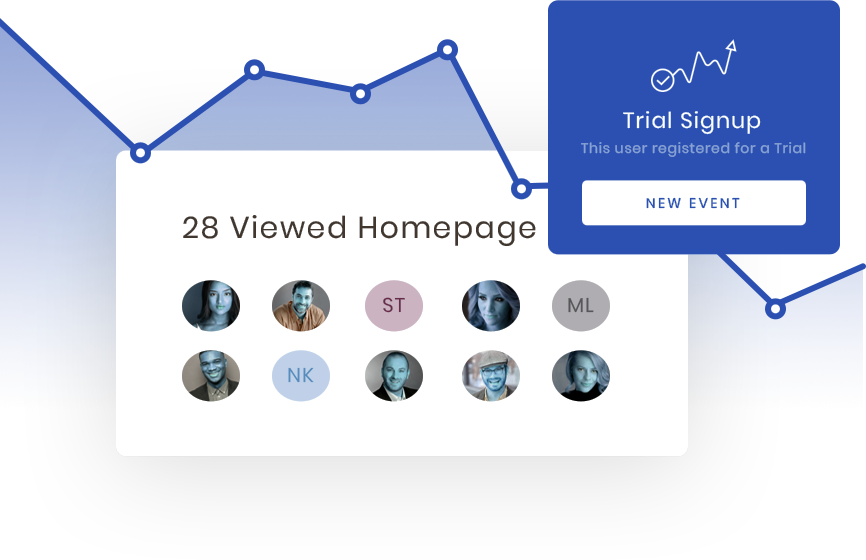 Trial Signup
This user registered for a Trial
NEW EVENT
28 Viewed Homepage
ST
ML
NK